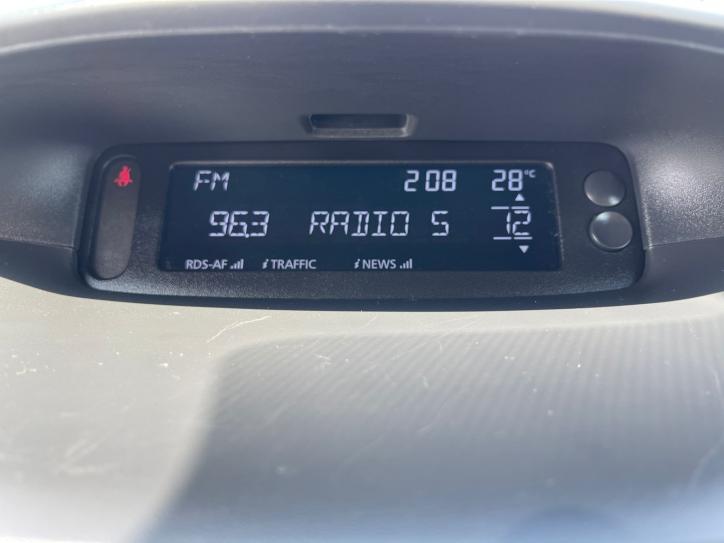 FM 2 08 28°C
96.3 RADIO S 12
RDS-AF i TRAFFIC i NEWS